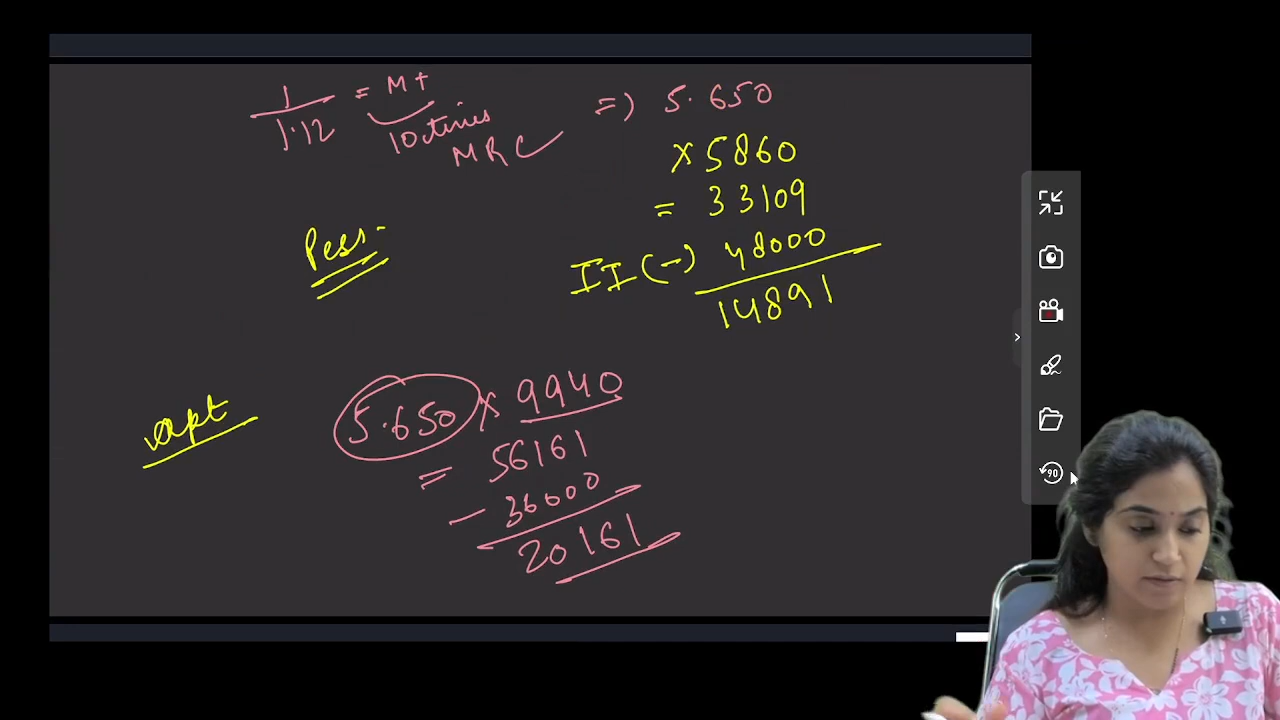 1/1.12 = M+ 10 times MRC => 5.650
× 5860
= 33109
II (-) 48000
14891
Pess.
opt 5.650 × 9940
= 56161
- 36000
20161
90